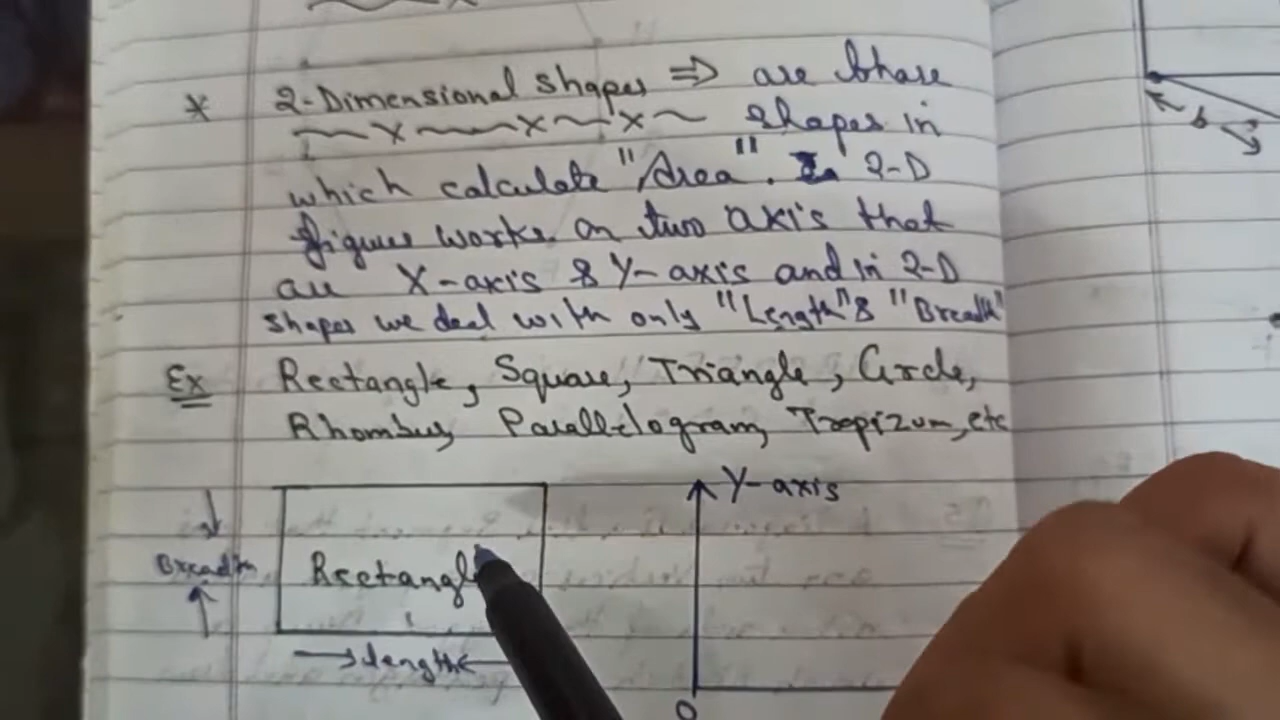 * 2-Dimensional shapes ⇒ are those
shapes in
which calculate "Area". In 2-D
figure works on two axis that
are X-axis & Y-axis and in 2-D
shapes we deal with only "Length" & "Breadth"
Ex Rectangle, Square, Triangle, Circle,
Rhombus, Parallelogram, Trepizum, etc
Y-axis
Breadth
Rectangle
length
O
b